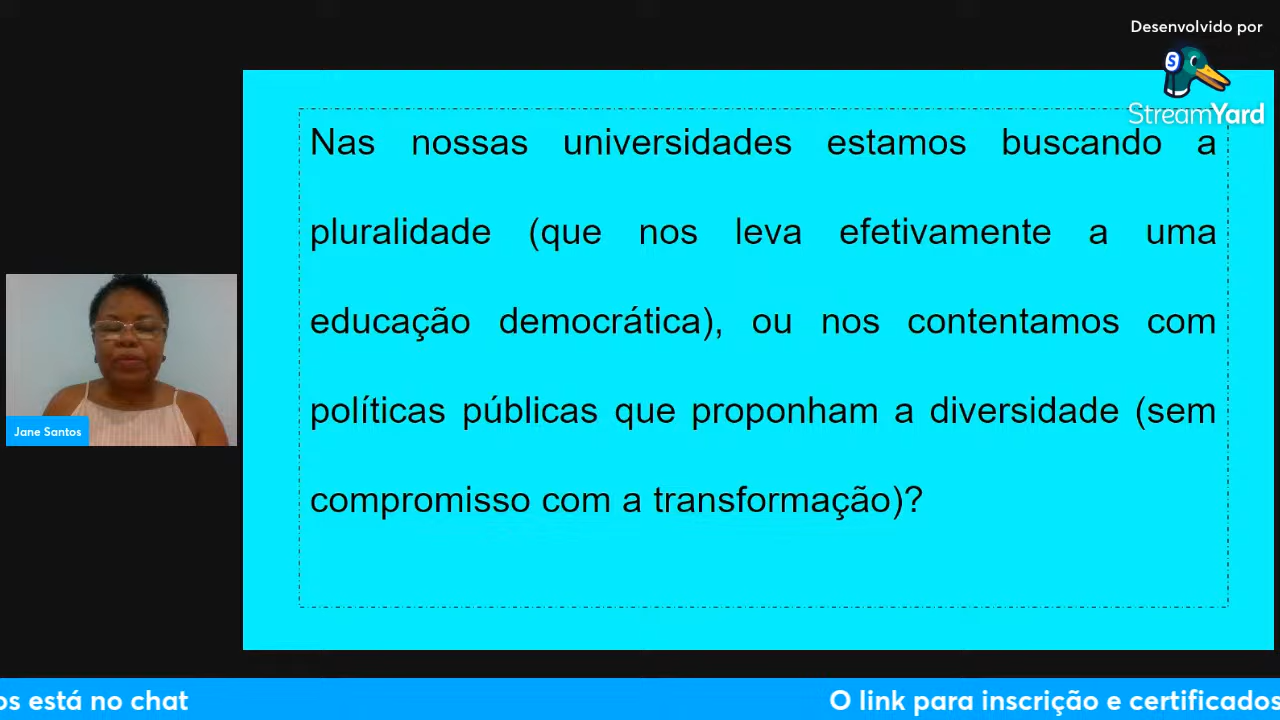 Desenvolvido por
S
StreamYard
Nas nossas universidades estamos buscando a
pluralidade (que nos leva efetivamente a uma
educação democrática), ou nos contentamos com
políticas públicas que proponham a diversidade (sem
compromisso com a transformação)?
Jane Santos
os está no chat
O link para inscrição e certificados